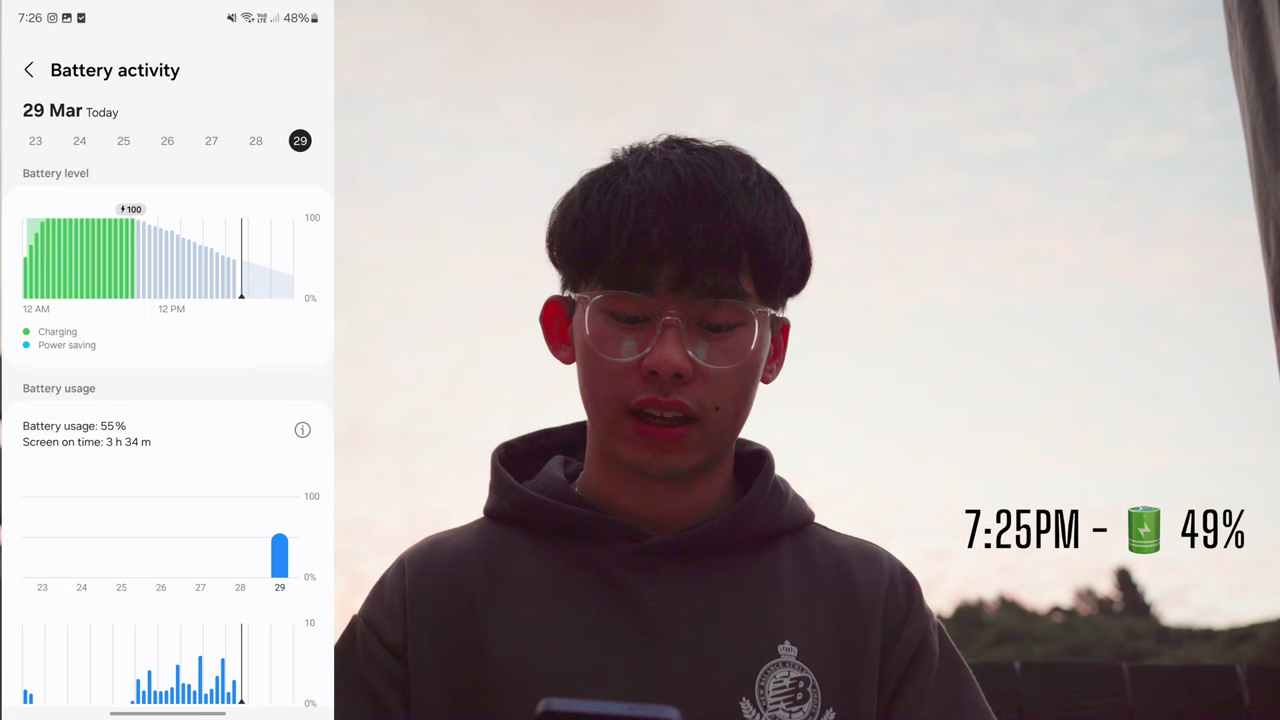 7:26 48%
Battery activity
29 Mar Today
23 24 25 26 27 28 29
Battery level
100
100
0%
12 AM 12 PM
Charging
Power saving
Battery usage
Battery usage: 55%
Screen on time: 3 h 34 m
100
0%
23 24 25 26 27 28 29
10
0%
7:25PM - 49%